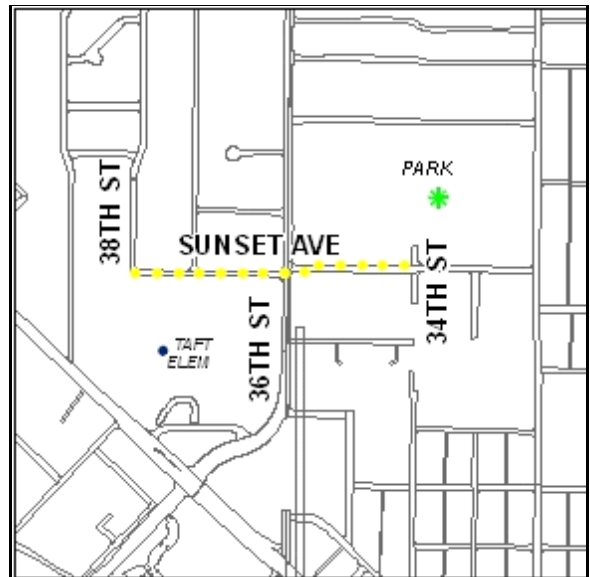 PARK
38TH ST
SUNSET AVE
34TH ST
36TH ST
TAFT
ELEM